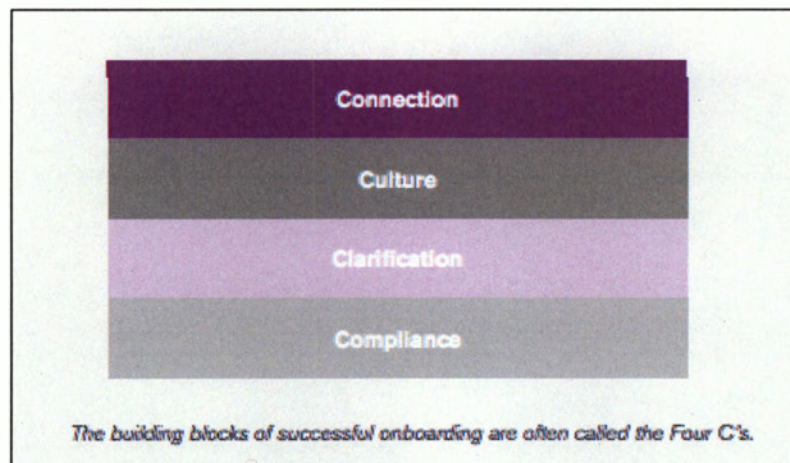 Connection
Culture
Clarification
Compliance
The building blocks of successful onboarding are often called the Four C's.